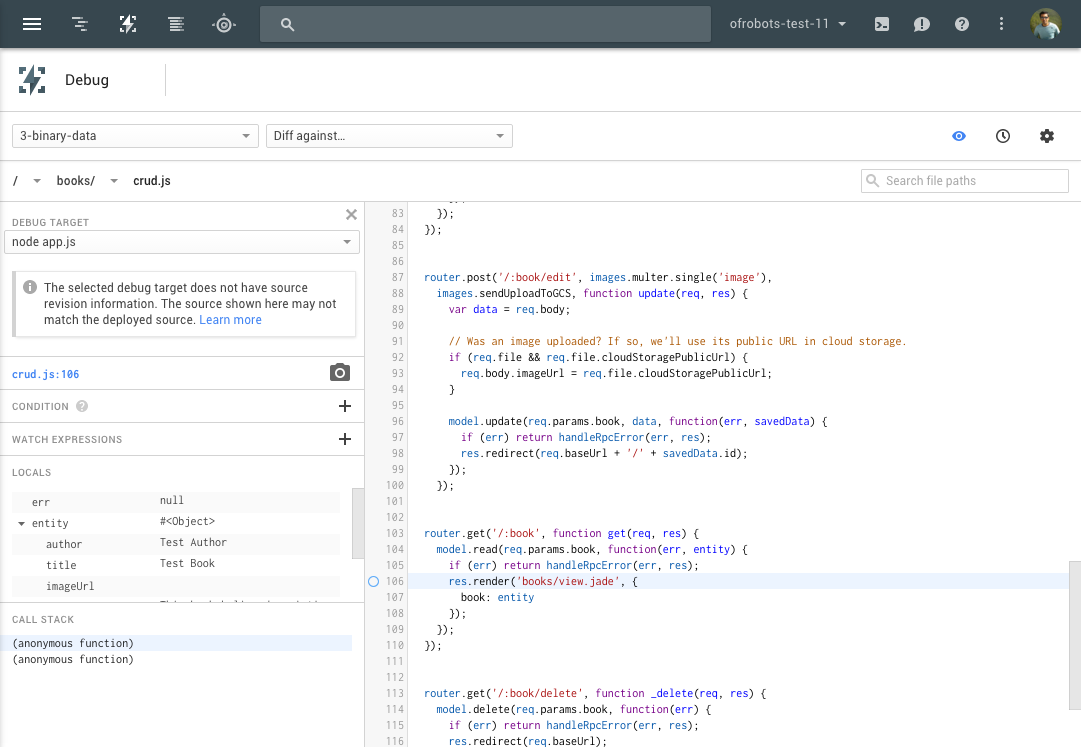 ofrobots-test-11
Debug
3-binary-data
Diff against...
/ books/ crud.js
Search file paths
DEBUG TARGET
node app.js
The selected debug target does not have source
revision information. The source shown here may not
match the deployed source. Learn more
crud.js:106
CONDITION
WATCH EXPRESSIONS
LOCALS
err null
entity #<Object>
author Test Author
title Test Book
imageUrl
CALL STACK
(anonymous function)
(anonymous function)
83 });
84 });
85
86
87 router.post('/:book/edit', images.multer.single('image'),
88 images.sendUploadToGCS, function update(req, res) {
89 var data = req.body;
90
91 // Was an image uploaded? If so, we'll use its public URL in cloud storage.
92 if (req.file && req.file.cloudStoragePublicUrl) {
93 req.body.imageUrl = req.file.cloudStoragePublicUrl;
94 }
95
96 model.update(req.params.book, data, function(err, savedData) {
97 if (err) return handleRpcError(err, res);
98 res.redirect(req.baseUrl + '/' + savedData.id);
99 });
100 });
101
102
103 router.get('/:book', function get(req, res) {
104 model.read(req.params.book, function(err, entity) {
105 if (err) return handleRpcError(err, res);
106 res.render('books/view.jade', {
107 book: entity
108 });
109 });
110 });
111
112
113 router.get('/:book/delete', function _delete(req, res) {
114 model.delete(req.params.book, function(err) {
115 if (err) return handleRpcError(err, res);
116 res.redirect(req.baseUrl);